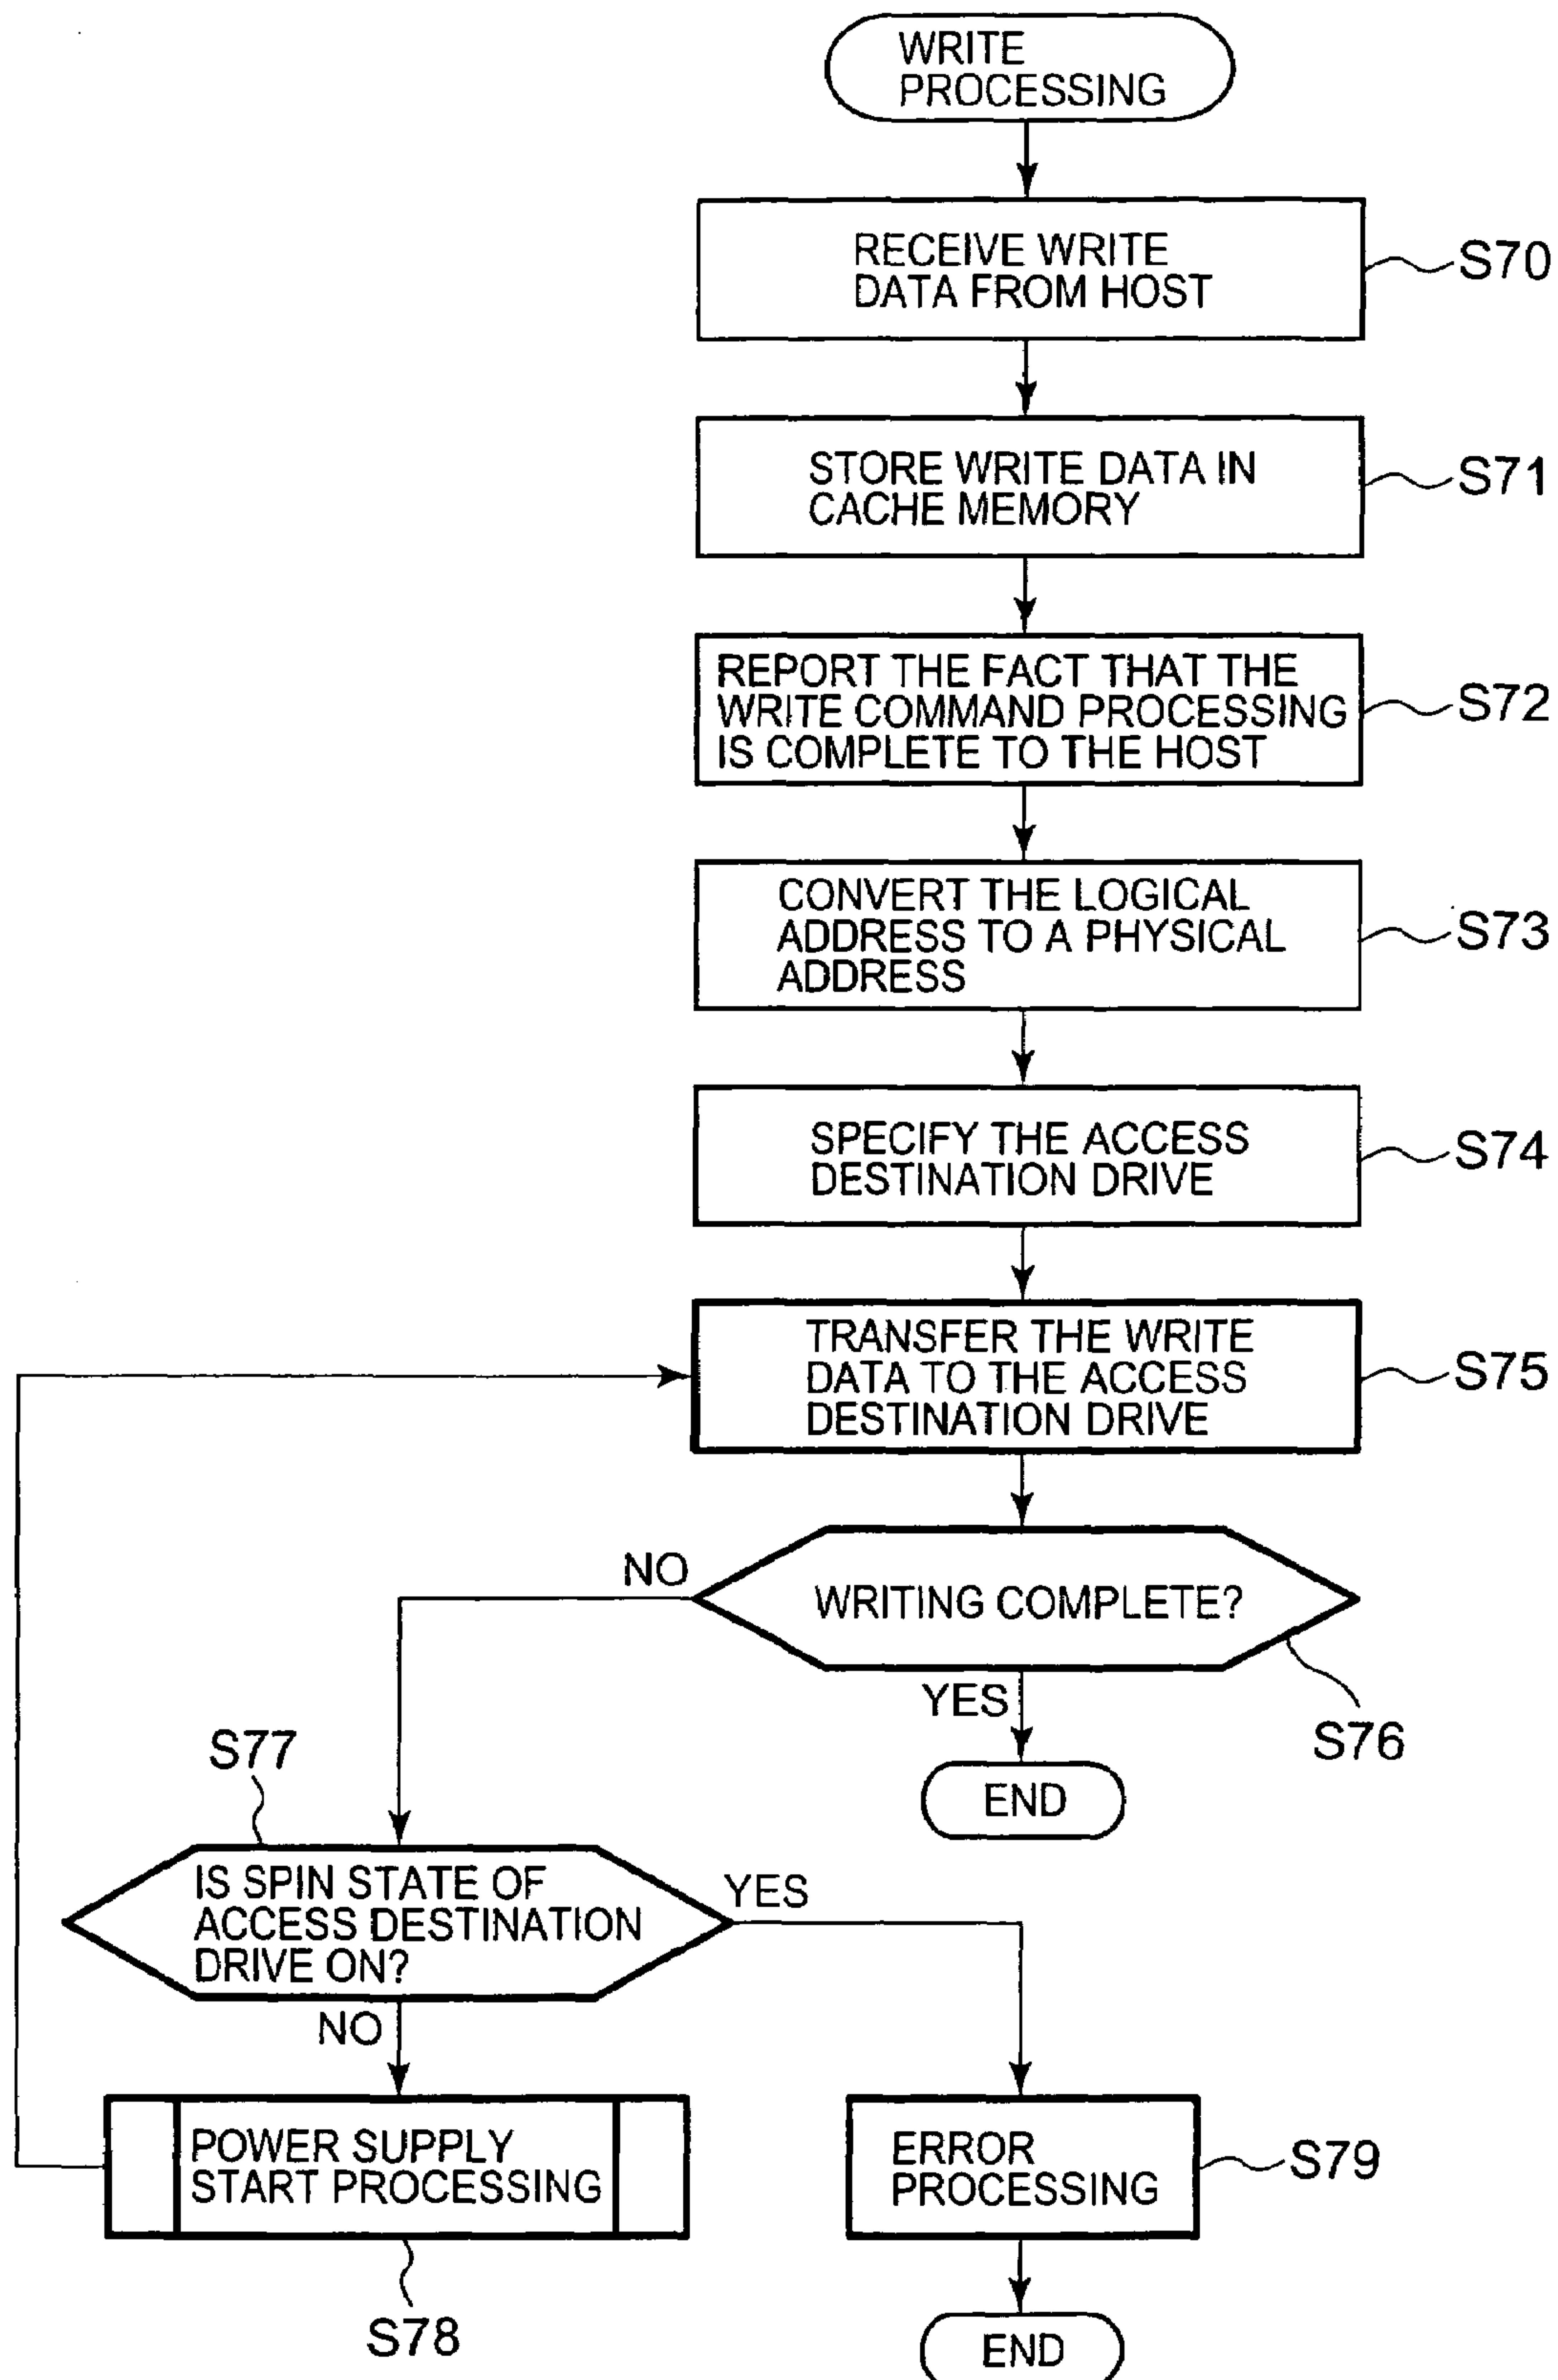 WRITE
PROCESSING
RECEIVE WRITE
DATA FROM HOST
S70
STORE WRITE DATA IN
CACHE MEMORY
S71
REPORT THE FACT THAT THE
WRITE COMMAND PROCESSING
IS COMPLETE TO THE HOST
S72
CONVERT THE LOGICAL
ADDRESS TO A PHYSICAL
ADDRESS
S73
SPECIFY THE ACCESS
DESTINATION DRIVE
S74
TRANSFER THE WRITE
DATA TO THE ACCESS
DESTINATION DRIVE
S75
NO
WRITING COMPLETE?
YES
S76
END
S77
IS SPIN STATE OF
ACCESS DESTINATION
DRIVE ON?
YES
NO
POWER SUPPLY
START PROCESSING
S78
ERROR
PROCESSING
S79
END